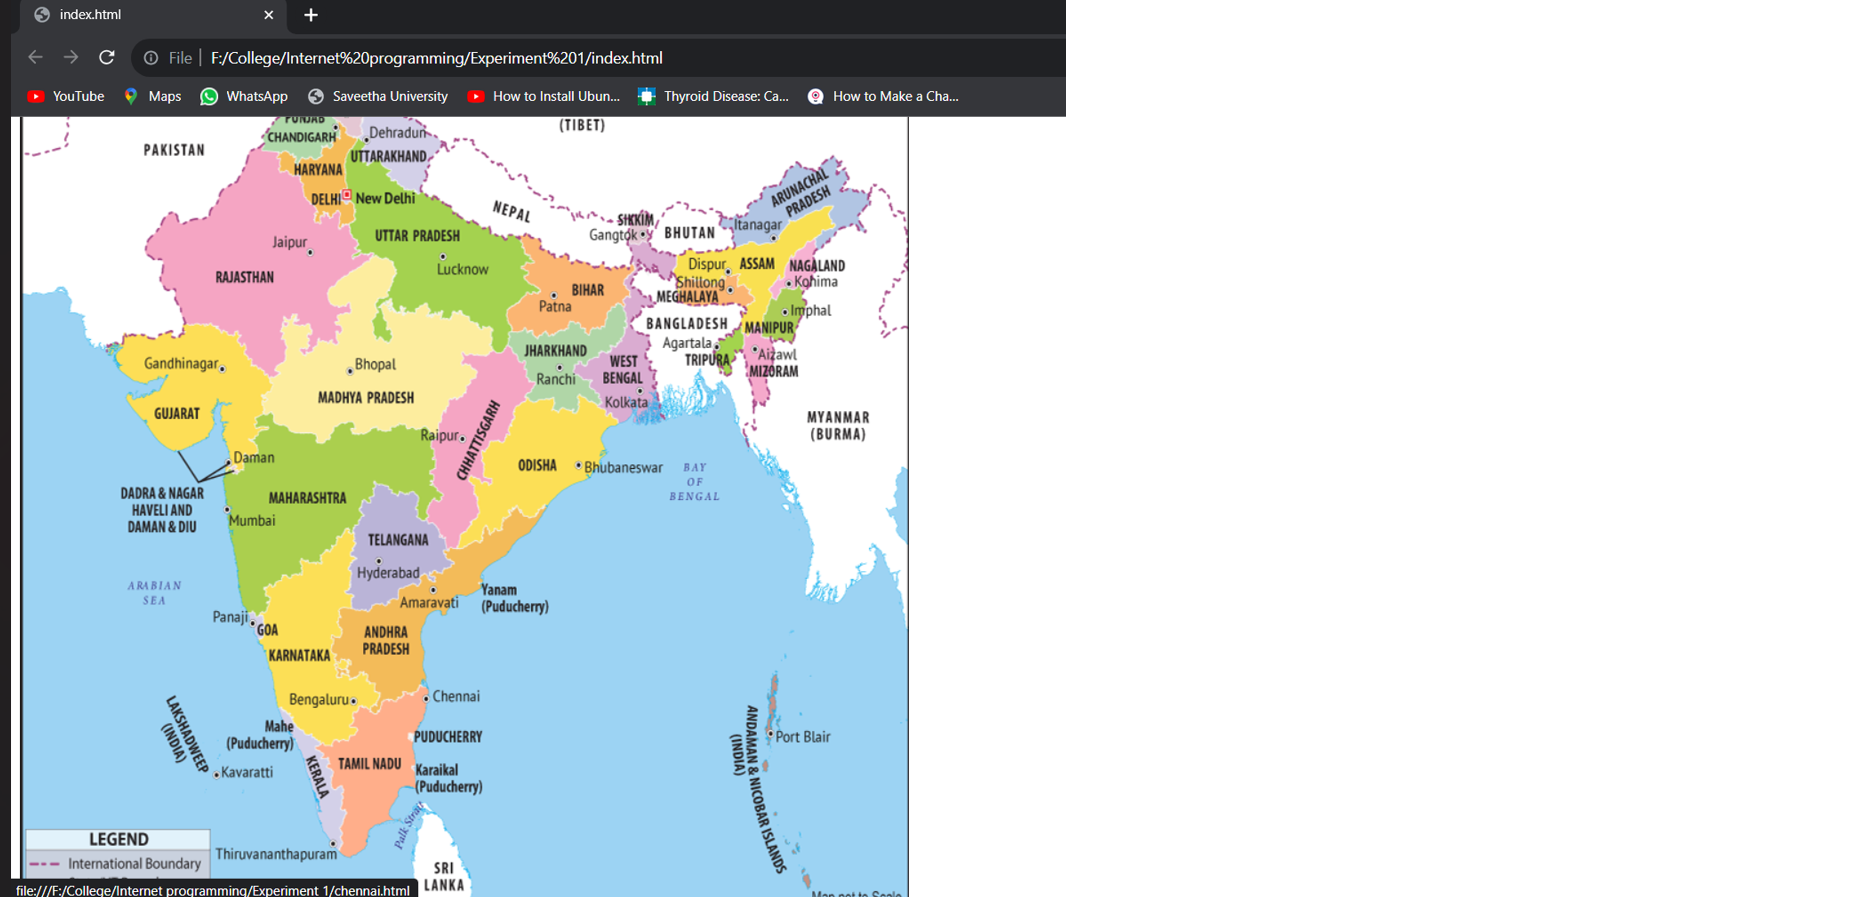 index.html
File
F:/College/Internet%20programming/Experiment%201/index.html
YouTube
Maps
WhatsApp
Saveetha University
How to Install Ubun...
Thyroid Disease: Ca...
How to Make a Cha...
(TIBET)
PUNJAB
CHANDIGARH
Dehradun
PAKISTAN
UTTARAKHAND
HARYANA
DELHI
New Delhi
ARUNACHAL
PRADESH
NEPAL
SIKKIM
Gangtok
BHUTAN
Itanagar
Jaipur
UTTAR PRADESH
Lucknow
RAJASTHAN
Dispur
ASSAM
NAGALAND
Shillong
Kohima
MEGHALAYA
BIHAR
Patna
Imphal
BANGLADESH
MANIPUR
Agartala
TRIPURA
Aizawl
MIZORAM
JHARKHAND
Ranchi
WEST
BENGAL
Kolkata
Gandhinagar
Bhopal
MADHYA PRADESH
GUJARAT
MYANMAR
(BURMA)
Raipur
CHHATTISGARH
Daman
ODISHA
Bhubaneswar
BAY
OF
BENGAL
DADRA & NAGAR
HAVELI AND
DAMAN & DIU
MAHARASHTRA
Mumbai
TELANGANA
Hyderabad
ARABIAN
SEA
Amaravati
Yanam
(Puducherry)
Panaji
GOA
ANDHRA
PRADESH
KARNATAKA
Bengaluru
Chennai
LAKSHADWEEP
(INDIA)
Mahe
(Puducherry)
PUDUCHERRY
ANDAMAN & NICOBAR ISLANDS
(INDIA)
Port Blair
Kavaratti
KERALA
TAMIL NADU
Karaikal
(Puducherry)
Palk Strait
LEGEND
International Boundary
Thiruvananthapuram
SRI
LANKA
Map not to Scale
file:///F:/College/Internet programming/Experiment 1/chennai.html